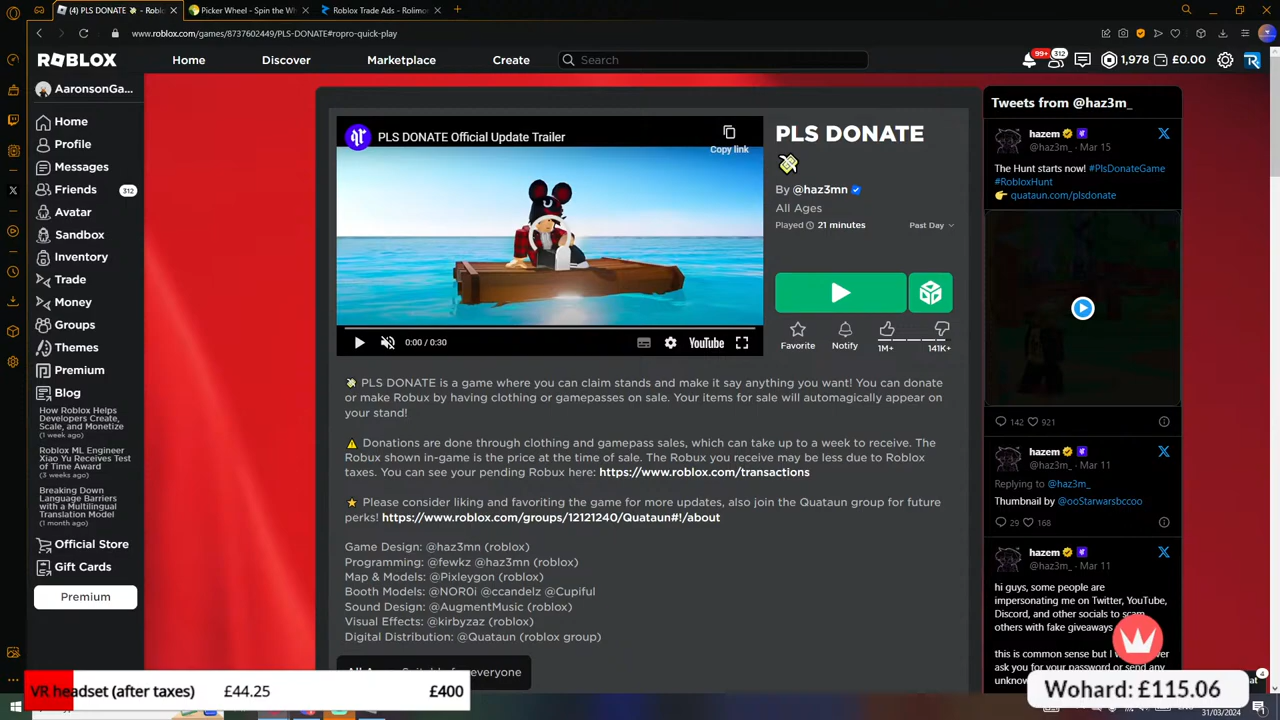 (4) PLS DONATE - Roblo
Picker Wheel - Spin the Wh
Roblox Trade Ads - Rolimo
www.roblox.com/games/8737602449/PLS-DONATE#ropro-quick-play
ROBLOX
Home
Discover
Marketplace
Create
Search
99+
312
1,978
£0.00
AaronsonGa...
Home
Profile
Messages
Friends
312
Avatar
Sandbox
Inventory
Trade
Money
Groups
Themes
Premium
Blog
How Roblox Helps
Developers Create,
Scale, and Monetize
(1 week ago)
Roblox ML Engineer
Xiao Yu Receives Test
of Time Award
(3 weeks ago)
Breaking Down
Language Barriers
with a Multilingual
Translation Model
(1 month ago)
Official Store
Gift Cards
Premium
PLS DONATE Official Update Trailer
Copy link
0:00 / 0:30
YouTube
PLS DONATE
By @haz3mn
All Ages
Played 21 minutes
Past Day
Favorite
Notify
1M+
141K+
PLS DONATE is a game where you can claim stands and make it say anything you want! You can donate
or make Robux by having clothing or gamepasses on sale. Your items for sale will automagically appear on
your stand!
Donations are done through clothing and gamepass sales, which can take up to a week to receive. The
Robux shown in-game is the price at the time of sale. The Robux you receive may be less due to Roblox
taxes. You can see your pending Robux here: https://www.roblox.com/transactions
Please consider liking and favoriting the game for more updates, also join the Quataun group for future
perks! https://www.roblox.com/groups/12121240/Quataun#!/about
Game Design: @haz3mn (roblox)
Programming: @fewkz @haz3mn (roblox)
Map & Models: @Pixleygon (roblox)
Booth Models: @NOR0i @ccandelz @Cupiful
Sound Design: @AugmentMusic (roblox)
Visual Effects: @kirbyzaz (roblox)
Digital Distribution: @Quataun (roblox group)
everyone
Tweets from @haz3m_
hazem
@haz3m_ · Mar 15
The Hunt starts now! #PlsDonateGame
#RobloxHunt
quataun.com/plsdonate
142 921
hazem
@haz3m_ · Mar 11
Replying to @haz3m_
Thumbnail by @ooStarwarsbccoo
29 168
hazem
@haz3m_ · Mar 11
hi guys, some people are
impersonating me on Twitter, YouTube,
Discord, and other socials to scam
others with fake giveaways
this is common sense but I
ask you for your password or send any
VR headset (after taxes) £44.25 £400
Wohard: £115.06
4
31/03/2024
1